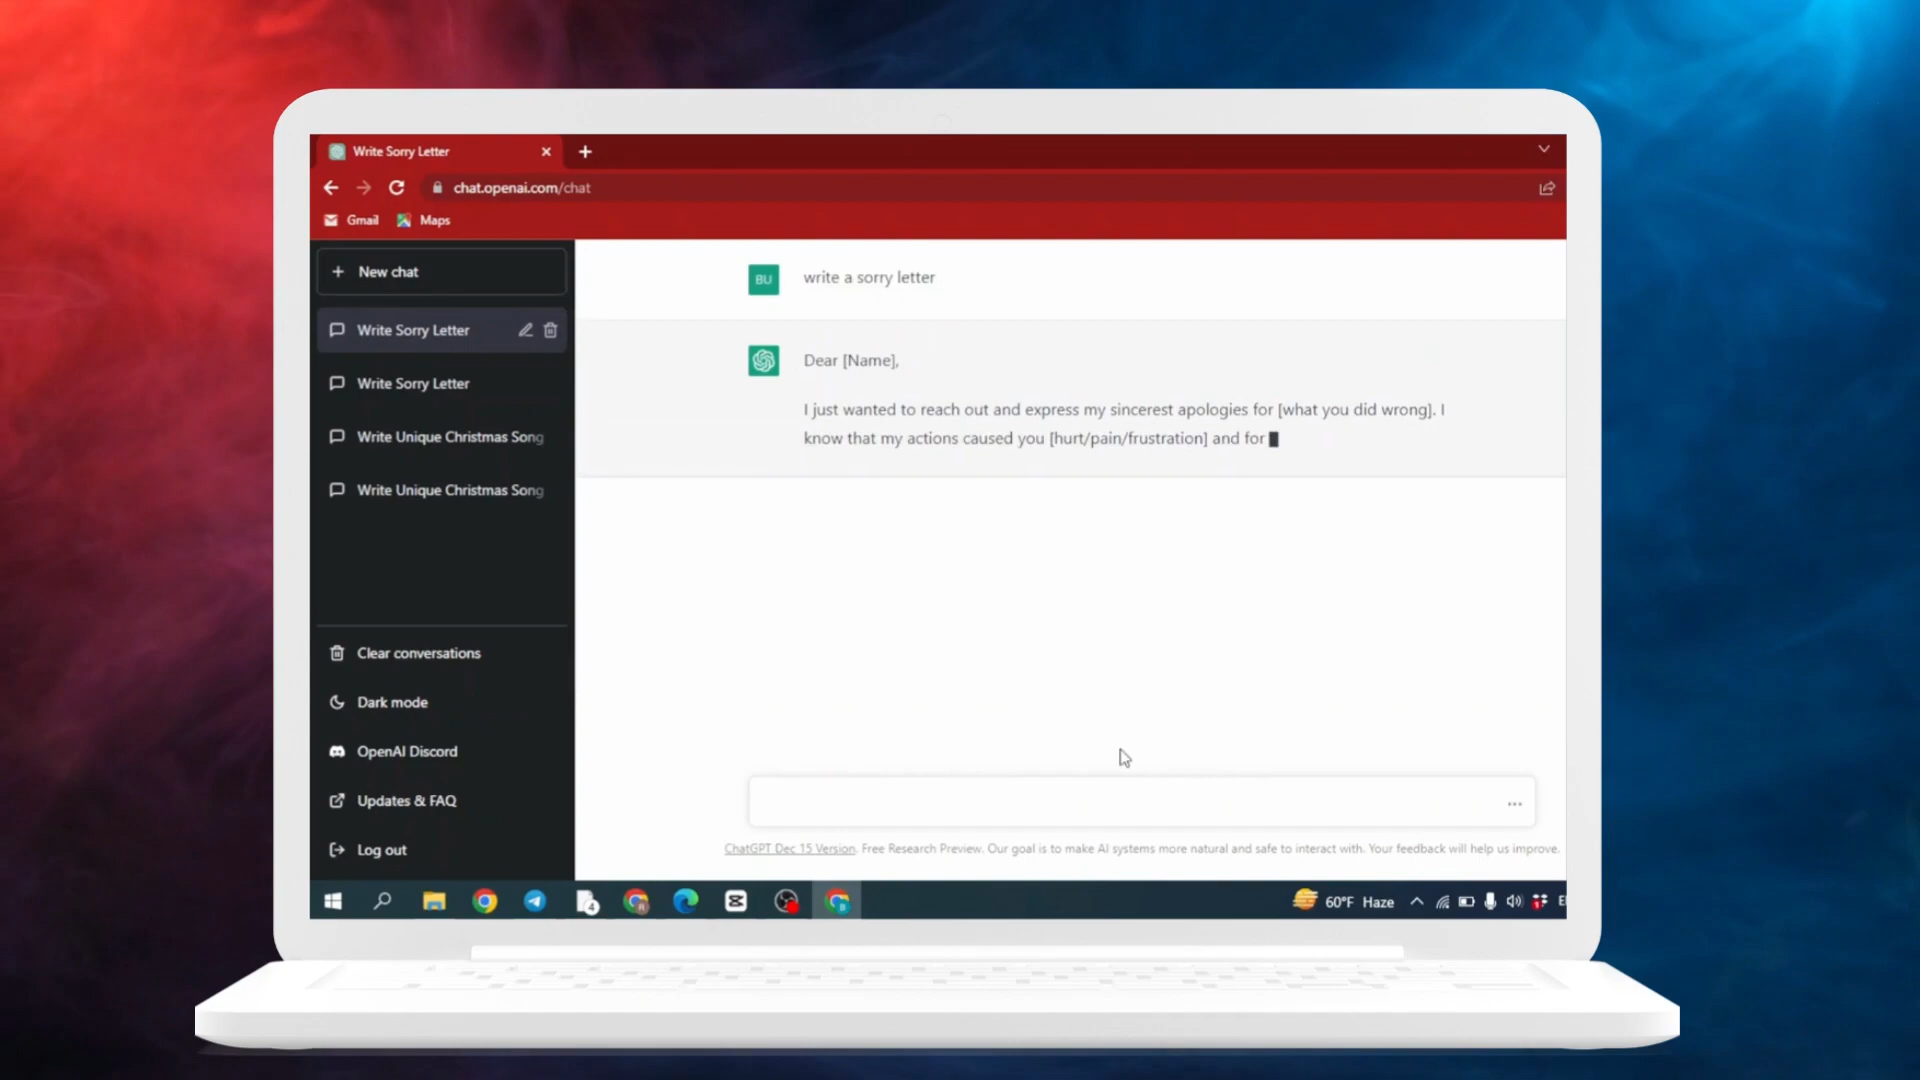 Write Sorry Letter
chat.openai.com/chat
Gmail
Maps
New chat
Write Sorry Letter
Write Sorry Letter
Write Unique Christmas Song
Write Unique Christmas Song
Clear conversations
Dark mode
OpenAI Discord
Updates & FAQ
Log out
BU
write a sorry letter
Dear [Name],
I just wanted to reach out and express my sincerest apologies for [what you did wrong]. I
know that my actions caused you [hurt/pain/frustration] and for
ChatGPT Dec 15 Version. Free Research Preview. Our goal is to make AI systems more natural and safe to interact with. Your feedback will help us improve.
4
60°F Haze